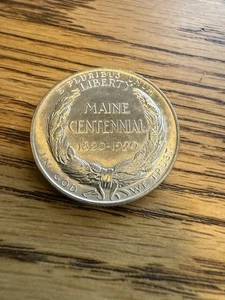 E PLURIBUS UNUM
LIBERTY
MAINE
CENTENNIAL
1820-1920
IN GOD WE TRUST